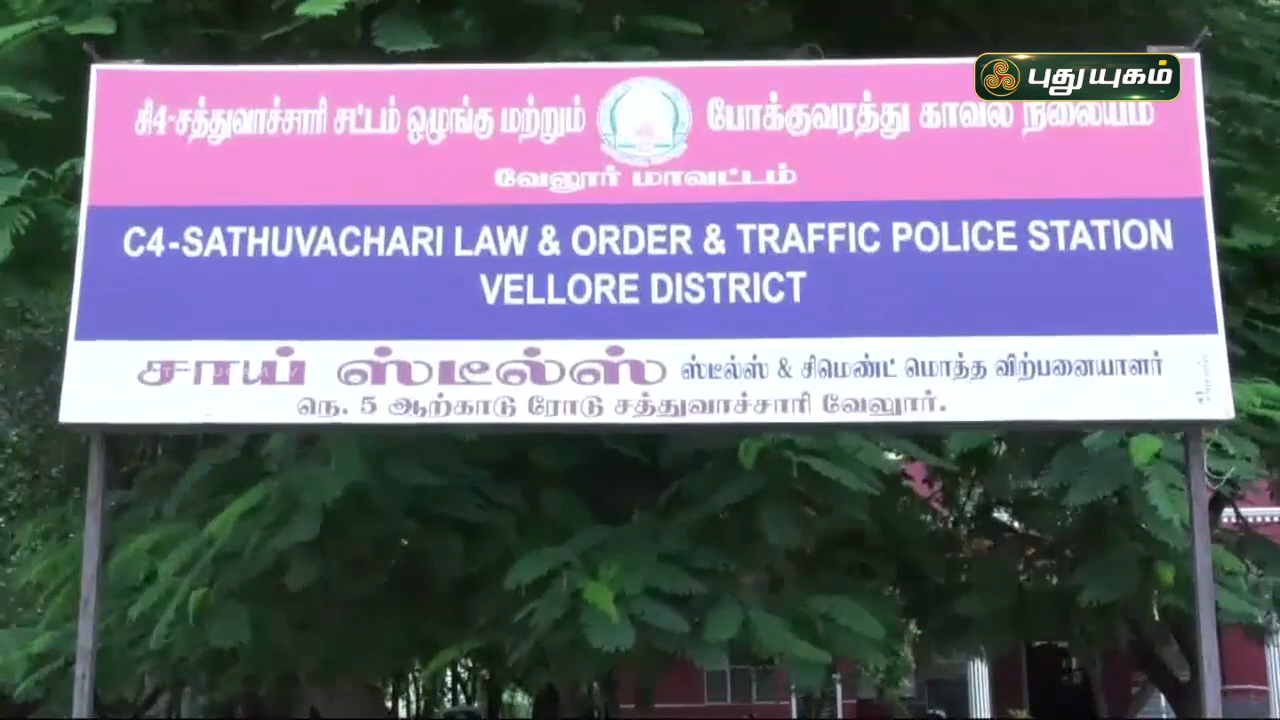 புதுயுகம்
சி4-சத்துவாச்சாரி சட்டம் ஒழுங்கு மற்றும் போக்குவரத்து காவல் நிலையம்
வேலூர் மாவட்டம்
C4-SATHUVACHARI LAW & ORDER & TRAFFIC POLICE STATION
VELLORE DISTRICT
சாய் ஸ்டீல்ஸ் ஸ்டீல்ஸ் & சிமெண்ட் மொத்த விற்பனையாளர்
நெ. 5 ஆற்காடு ரோடு சத்துவாச்சாரி வேலூர்.